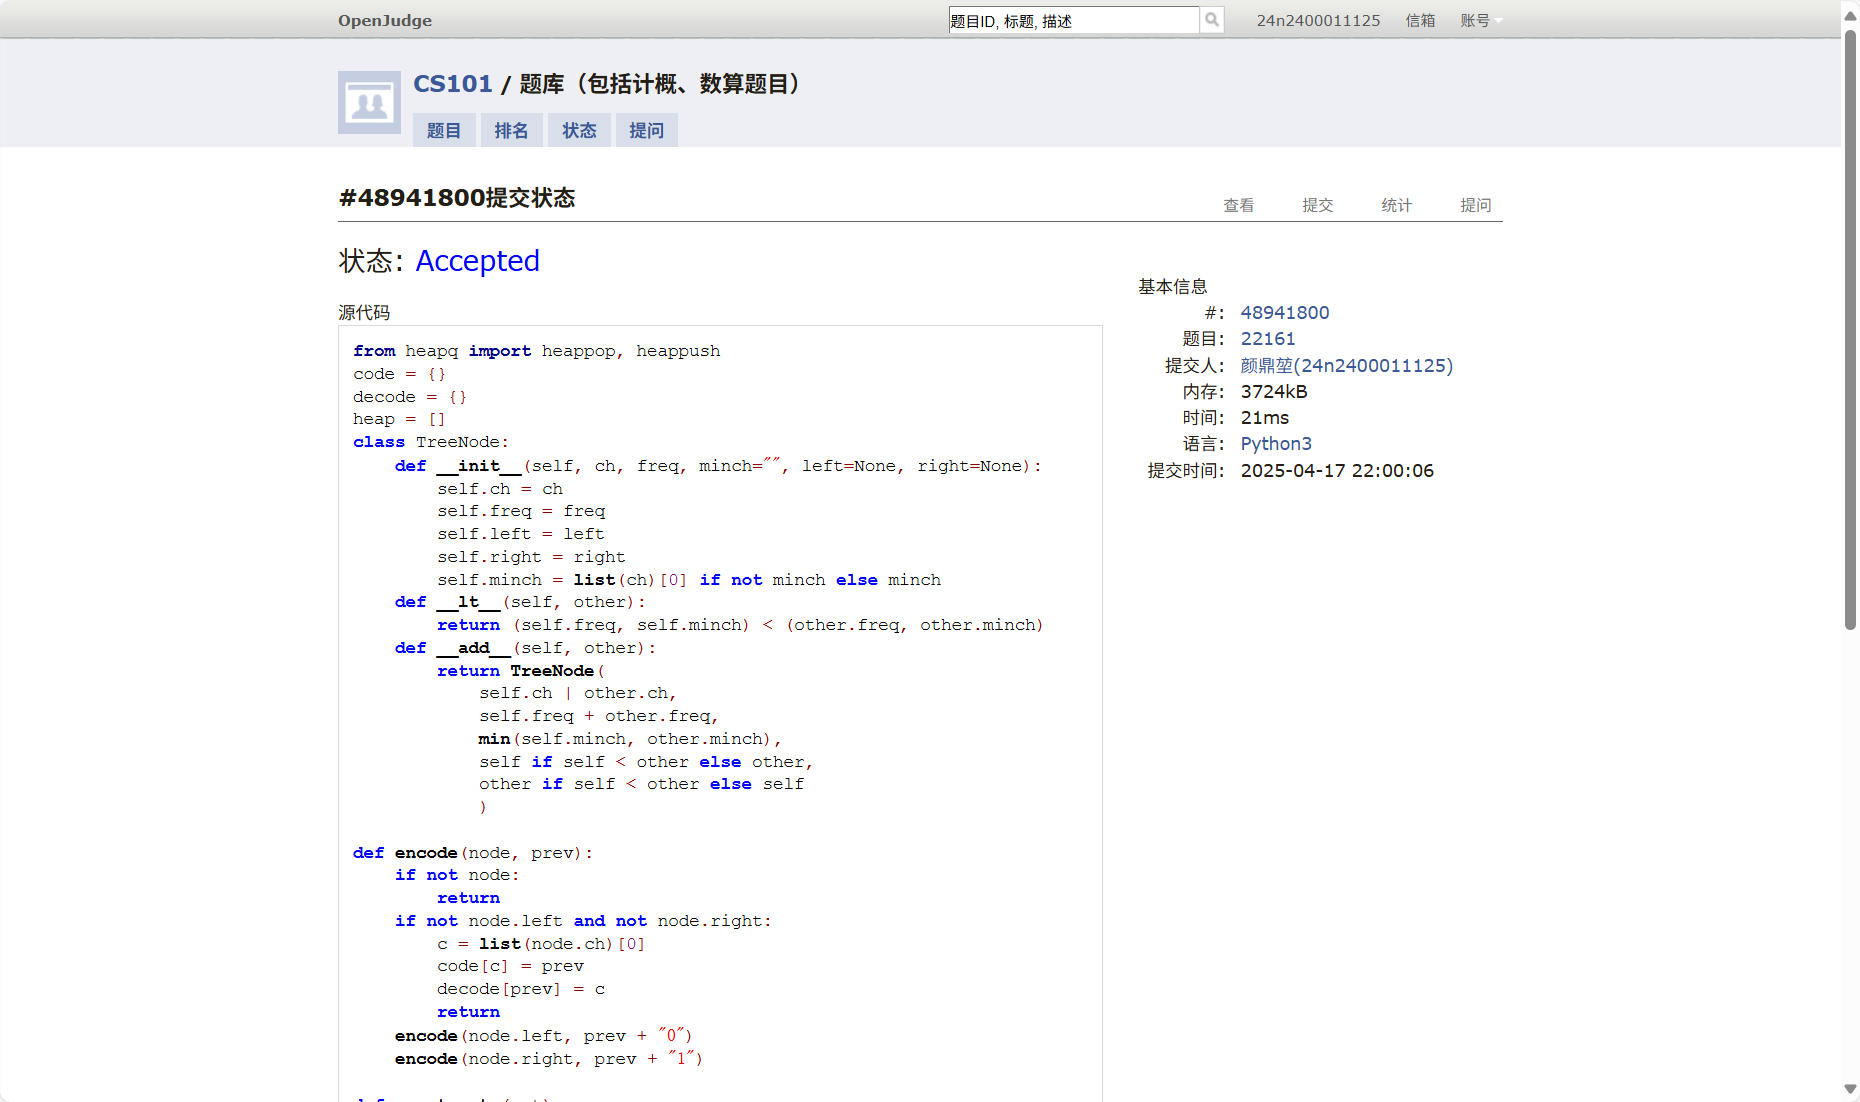 OpenJudge
题目ID, 标题, 描述
24n2400011125 信箱 账号
CS101 / 题库（包括计概、数算题目）
题目 排名 状态 提问
#48941800提交状态
查看 提交 统计 提问
状态: Accepted
源代码
from heapq import heappop, heappush
code = {}
decode = {}
heap = []
class TreeNode:
    def __init__(self, ch, freq, minch="", left=None, right=None):
        self.ch = ch
        self.freq = freq
        self.left = left
        self.right = right
        self.minch = list(ch)[0] if not minch else minch
    def __lt__(self, other):
        return (self.freq, self.minch) < (other.freq, other.minch)
    def __add__(self, other):
        return TreeNode(
            self.ch | other.ch,
            self.freq + other.freq,
            min(self.minch, other.minch),
            self if self < other else other,
            other if self < other else self
            )
def encode(node, prev):
    if not node:
        return
    if not node.left and not node.right:
        c = list(node.ch)[0]
        code[c] = prev
        decode[prev] = c
        return
    encode(node.left, prev + "0")
    encode(node.right, prev + "1")
基本信息
#: 48941800
题目: 22161
提交人: 颜鼎堃(24n2400011125)
内存: 3724kB
时间: 21ms
语言: Python3
提交时间: 2025-04-17 22:00:06